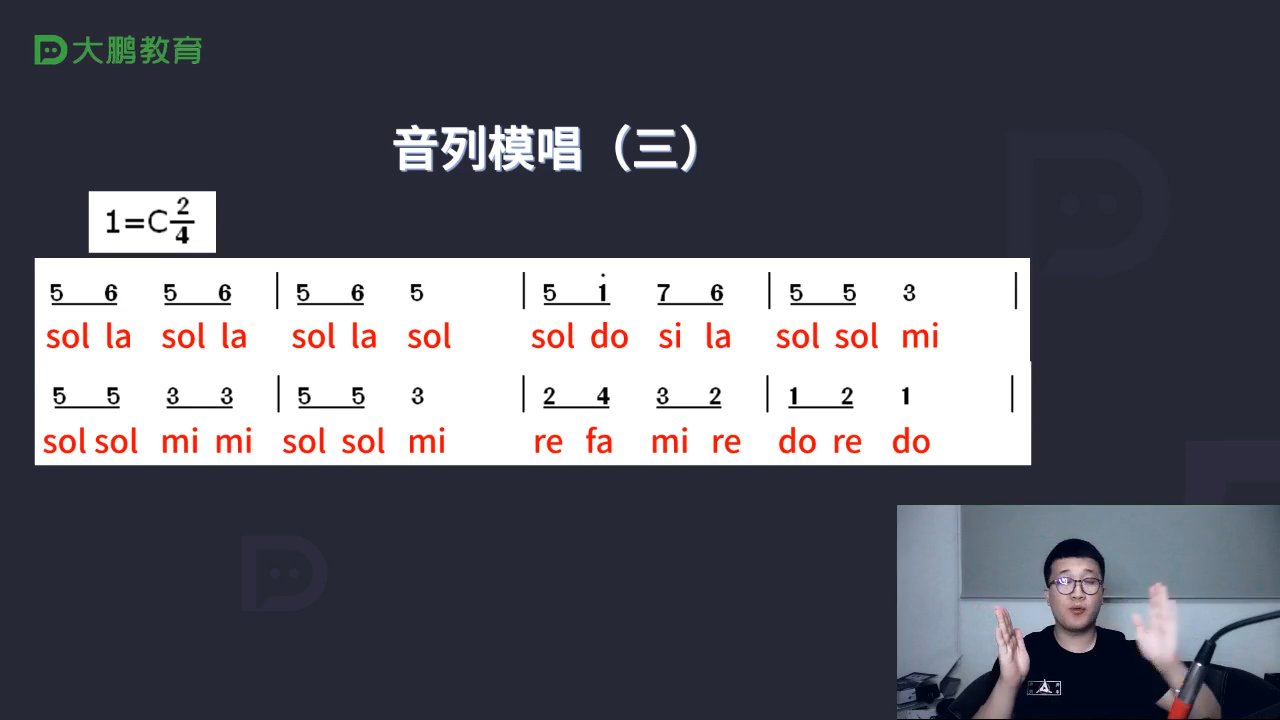 大鹏教育
音列模唱（三）
1=C 2/4
5 6 5 6 | 5 6 5 | 5 i 7 6 | 5 5 3 |
sol la sol la sol la sol sol do si la sol sol mi
5 5 3 3 | 5 5 3 | 2 4 3 2 | 1 2 1 |
sol sol mi mi sol sol mi re fa mi re do re do